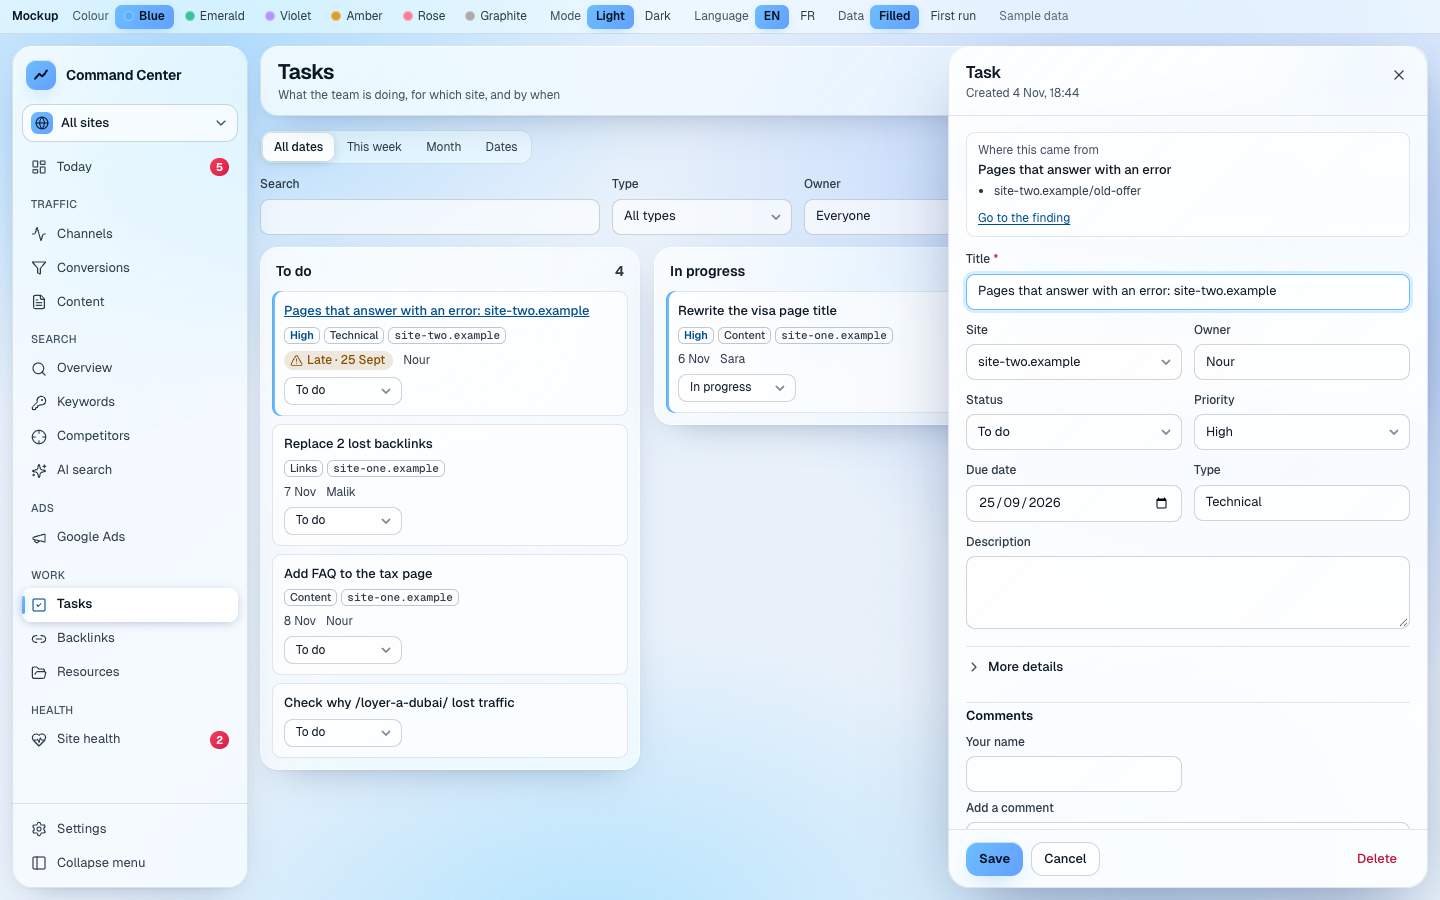 Mockup Colour Blue Emerald Violet Amber Rose Graphite Mode Light Dark Language EN FR Data Filled First run Sample data
Command Center
All sites
Today 5
TRAFFIC
Channels
Conversions
Content
SEARCH
Overview
Keywords
Competitors
AI search
ADS
Google Ads
WORK
Tasks
Backlinks
Resources
HEALTH
Site health 2
Settings
Collapse menu
Tasks
What the team is doing, for which site, and by when
All dates This week Month Dates
Search Type Owner
All types Everyone
To do 4
Pages that answer with an error: site-two.example
High Technical site-two.example
Late · 25 Sept Nour
To do
Replace 2 lost backlinks
Links site-one.example
7 Nov Malik
To do
Add FAQ to the tax page
Content site-one.example
8 Nov Nour
To do
Check why /loyer-a-dubai/ lost traffic
To do
In progress
Rewrite the visa page title
High Content site-one.example
6 Nov Sara
In progress
Task
Created 4 Nov, 18:44
Where this came from
Pages that answer with an error
• site-two.example/old-offer
Go to the finding
Title *
Pages that answer with an error: site-two.example
Site Owner
site-two.example Nour
Status Priority
To do High
Due date Type
25/09/2026 Technical
Description
More details
Comments
Your name
Add a comment
Save Cancel Delete